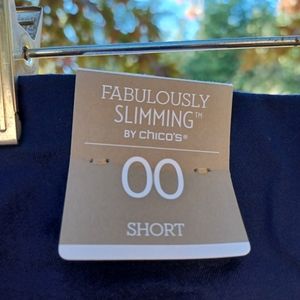 FABULOUSLY
SLIMMING™
BY chico's®
00
SHORT